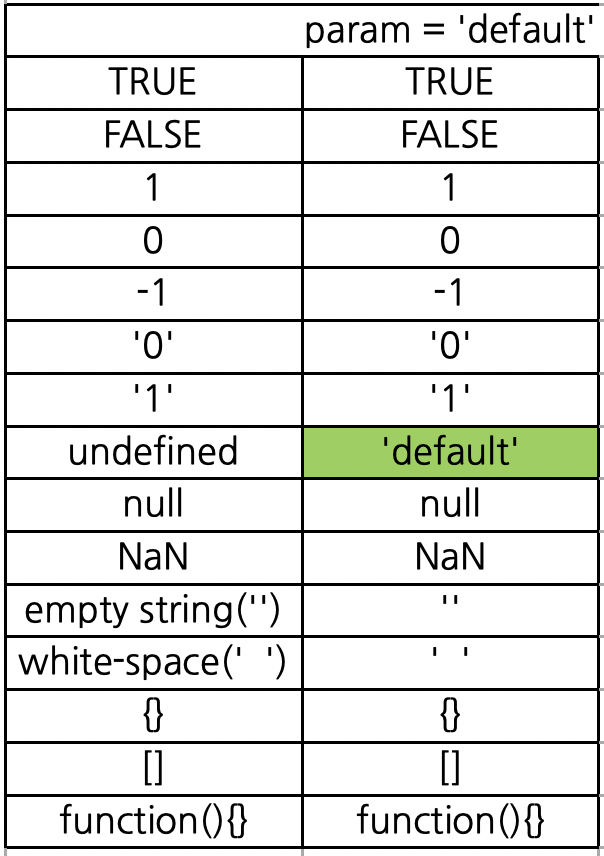 param = 'default'
TRUE TRUE
FALSE FALSE
1 1
0 0
-1 -1
'0' '0'
'1' '1'
undefined 'default'
null null
NaN NaN
empty string('') ''
white-space('  ') '  '
{} {}
[] []
function(){} function(){}